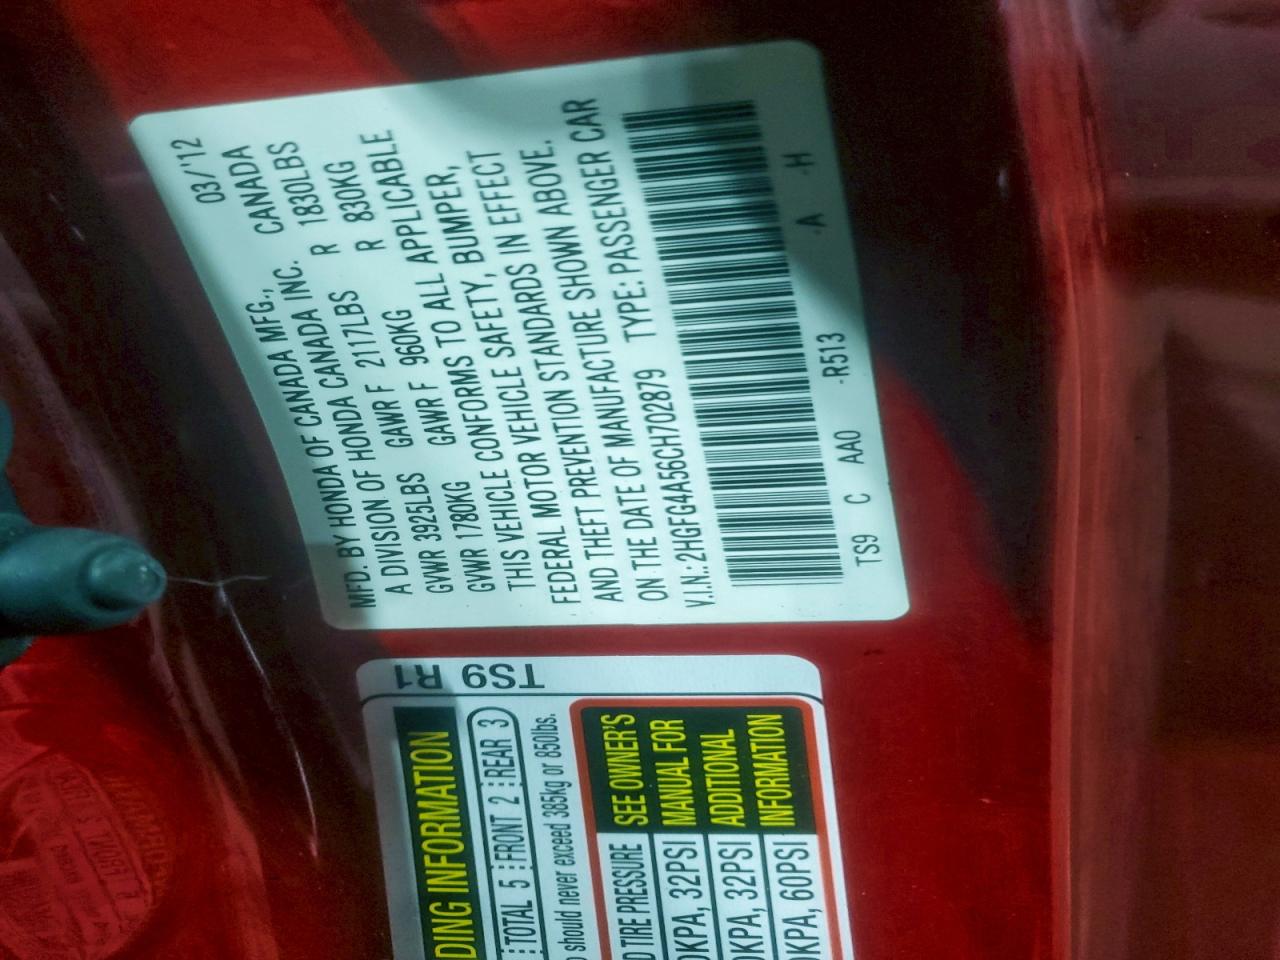 03/'12
MFD. BY HONDA OF CANADA MFG., CANADA
A DIVISION OF HONDA CANADA INC.
GVWR 3925LBS GAWR F 2117LBS R 1830LBS
GVWR 1780KG GAWR F 960KG R 830KG
THIS VEHICLE CONFORMS TO ALL APPLICABLE
FEDERAL MOTOR VEHICLE SAFETY, BUMPER,
AND THEFT PREVENTION STANDARDS IN EFFECT
ON THE DATE OF MANUFACTURE SHOWN ABOVE.
V.I.N.:2HGFG4A56CH702879 TYPE: PASSENGER CAR
TS9 C AA0 -R513 -A -H
TS9 R1
DING INFORMATION
TOTAL 5 FRONT 2 REAR 3
should never exceed 385kg or 850lbs.
TIRE PRESSURE
KPA, 32PSI
KPA, 32PSI
KPA, 60PSI
SEE OWNER'S
MANUAL FOR
ADDITIONAL
INFORMATION